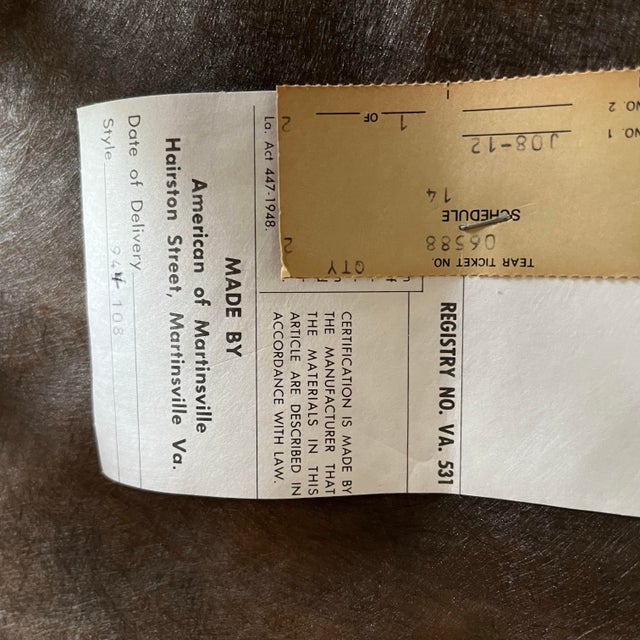 REGISTRY NO. VA. 531
CERTIFICATION IS MADE BY
THE MANUFACTURER THAT
THE MATERIALS IN THIS
ARTICLE ARE DESCRIBED IN
ACCORDANCE WITH LAW.
La. Act 447-1948.
MADE BY
American of Martinsville
Hairston Street, Martinsville Va.
Date of Delivery
Style 944 108
TEAR TICKET NO.
06588 QTY 2
SCHEDULE
14
J08-12
1 OF 2
NO. 1
NO. 2